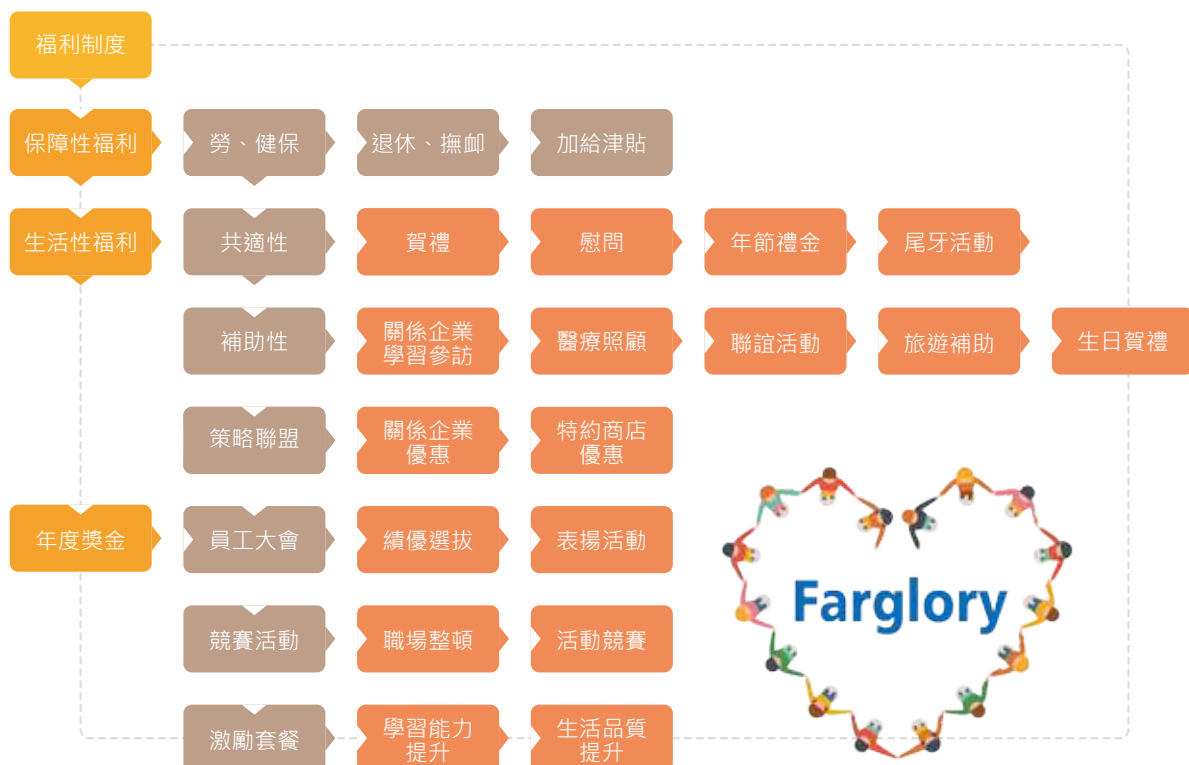 福利制度
保障性福利
勞、健保
退休、撫卹
加給津貼
生活性福利
共適性
賀禮
慰問
年節禮金
尾牙活動
補助性
關係企業
學習參訪
醫療照顧
聯誼活動
旅遊補助
生日賀禮
策略聯盟
關係企業
優惠
特約商店
優惠
年度獎金
員工大會
績優選拔
表揚活動
Farglory
競賽活動
職場整頓
活動競賽
激勵套餐
學習能力
提升
生活品質
提升